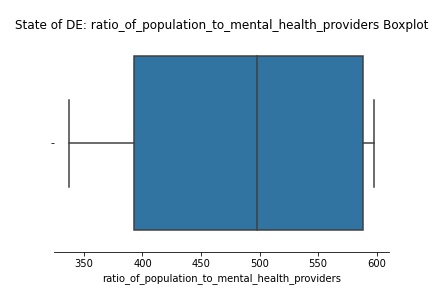 State of DE: ratio_of_population_to_mental_health_providers Boxplot
-
350 400 450 500 550 600
ratio_of_population_to_mental_health_providers